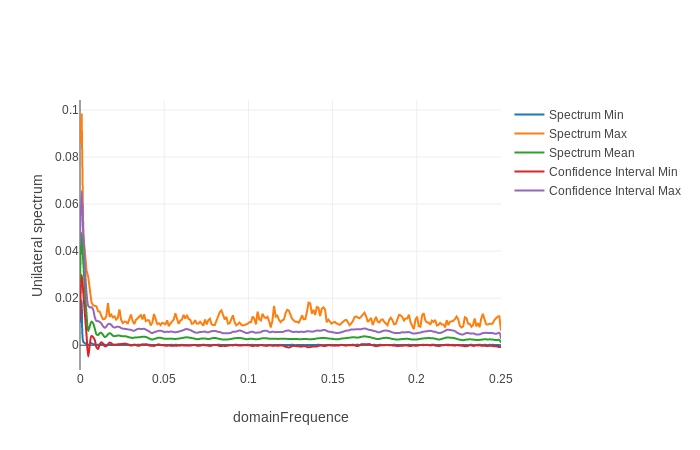 0.1
0.08
0.06
0.04
0.02
0
Unilateral spectrum
0
0.05
0.1
0.15
0.2
0.25
domainFrequence
Spectrum Min
Spectrum Max
Spectrum Mean
Confidence Interval Min
Confidence Interval Max